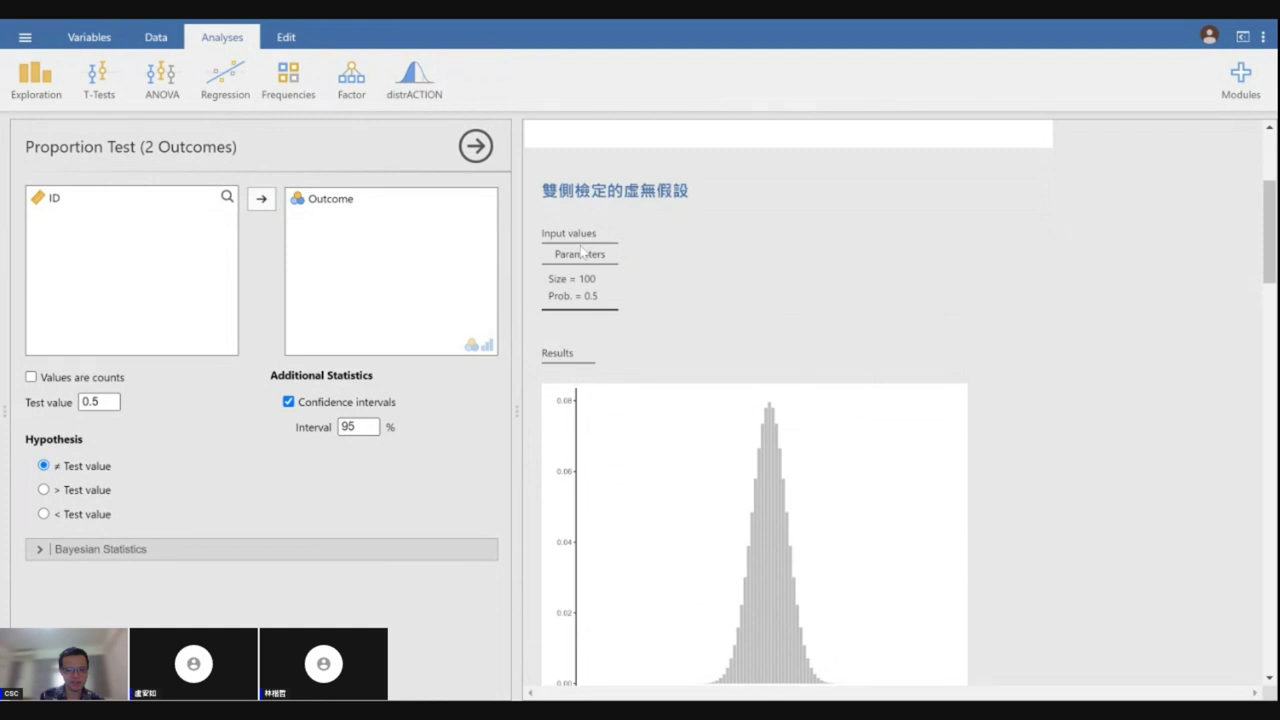 Variables
Data
Analyses
Edit
Exploration
T-Tests
ANOVA
Regression
Frequencies
Factor
distrACTION
Modules
Proportion Test (2 Outcomes)
ID
Outcome
Values are counts
Test value 0.5
Additional Statistics
Confidence intervals
Interval 95 %
Hypothesis
≠ Test value
> Test value
< Test value
Bayesian Statistics
雙側檢定的虛無假設
Input values
Parameters
Size = 100
Prob. = 0.5
Results
0.08
0.06
0.04
0.02
0.00
CSC
盧安如